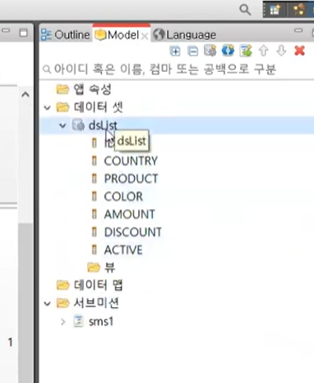 Outline Model Language
아이디 혹은 이름, 컴마 또는 공백으로 구분
앱 속성
데이터 셋
dsList
dsList
COUNTRY
PRODUCT
COLOR
AMOUNT
DISCOUNT
ACTIVE
뷰
데이터 맵
서브미션
1
sms1